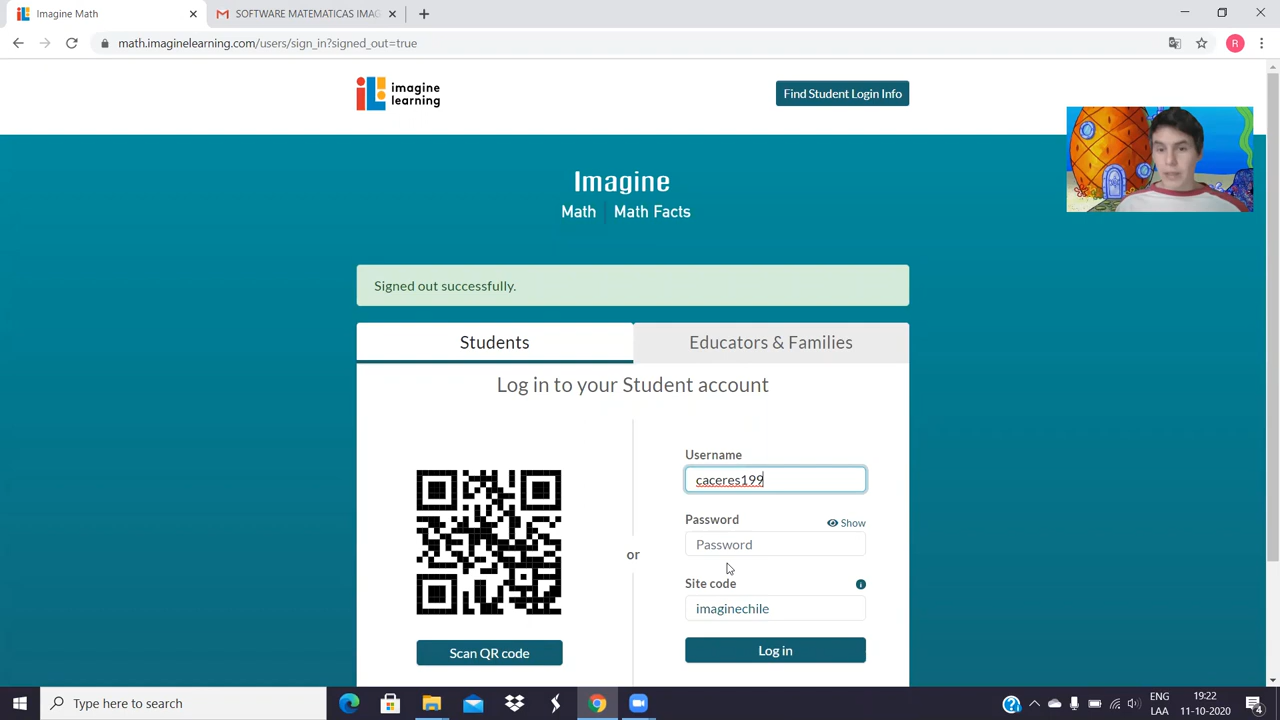 Imagine Math
SOFTWARE MATEMATICAS IMAG
math.imaginelearning.com/users/sign_in?signed_out=true
R
imagine
learning
Find Student Login Info
Imagine
Math | Math Facts
Signed out successfully.
Students
Educators & Families
Log in to your Student account
Username
caceres199
Password
Show
Password
or
Site code
imaginechile
Scan QR code
Log in
Type here to search
ENG
LAA
19:22
11-10-2020
4